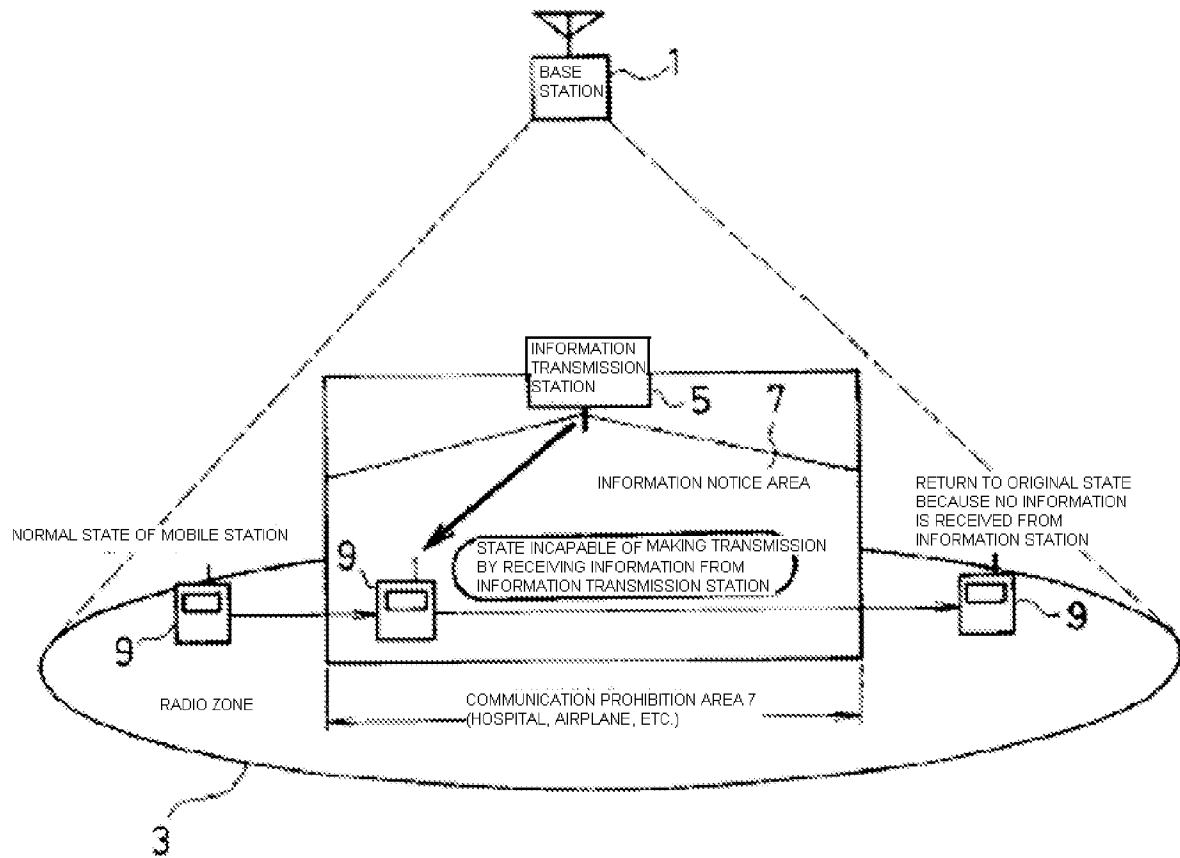 BASE
STATION
1
INFORMATION
TRANSMISSION
STATION
5
7
INFORMATION NOTICE AREA
RETURN TO ORIGINAL STATE
BECAUSE NO INFORMATION
IS RECEIVED FROM
INFORMATION STATION
NORMAL STATE OF MOBILE STATION
9
STATE INCAPABLE OF MAKING TRANSMISSION
BY RECEIVING INFORMATION FROM
INFORMATION TRANSMISSION STATION
9
9
RADIO ZONE
COMMUNICATION PROHIBITION AREA 7
(HOSPITAL, AIRPLANE, ETC.)
3